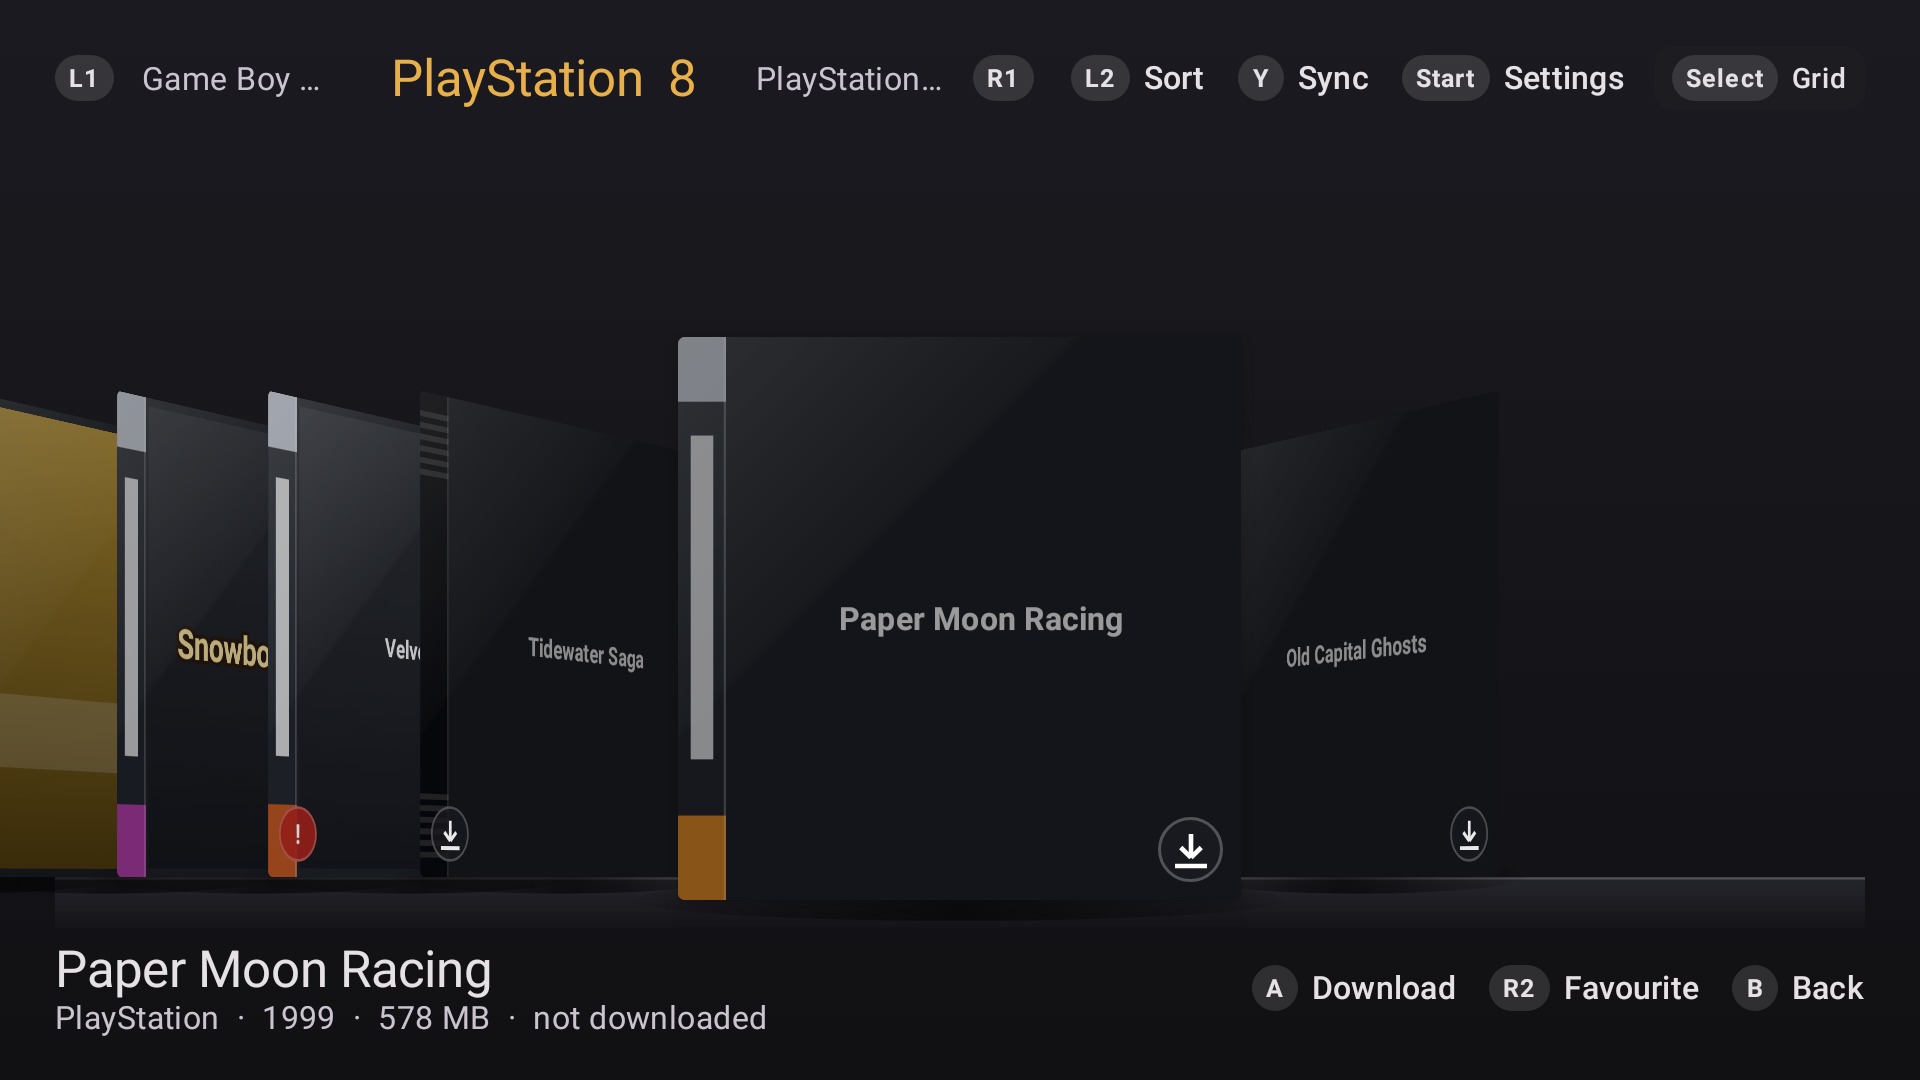 L1 Game Boy ... PlayStation 8 PlayStation... R1 L2 Sort Y Sync Start Settings Select Grid
Snowbo
Velv
Tidewater Saga
Paper Moon Racing
Old Capital Ghosts
!
Paper Moon Racing
PlayStation · 1999 · 578 MB · not downloaded
A Download R2 Favourite B Back